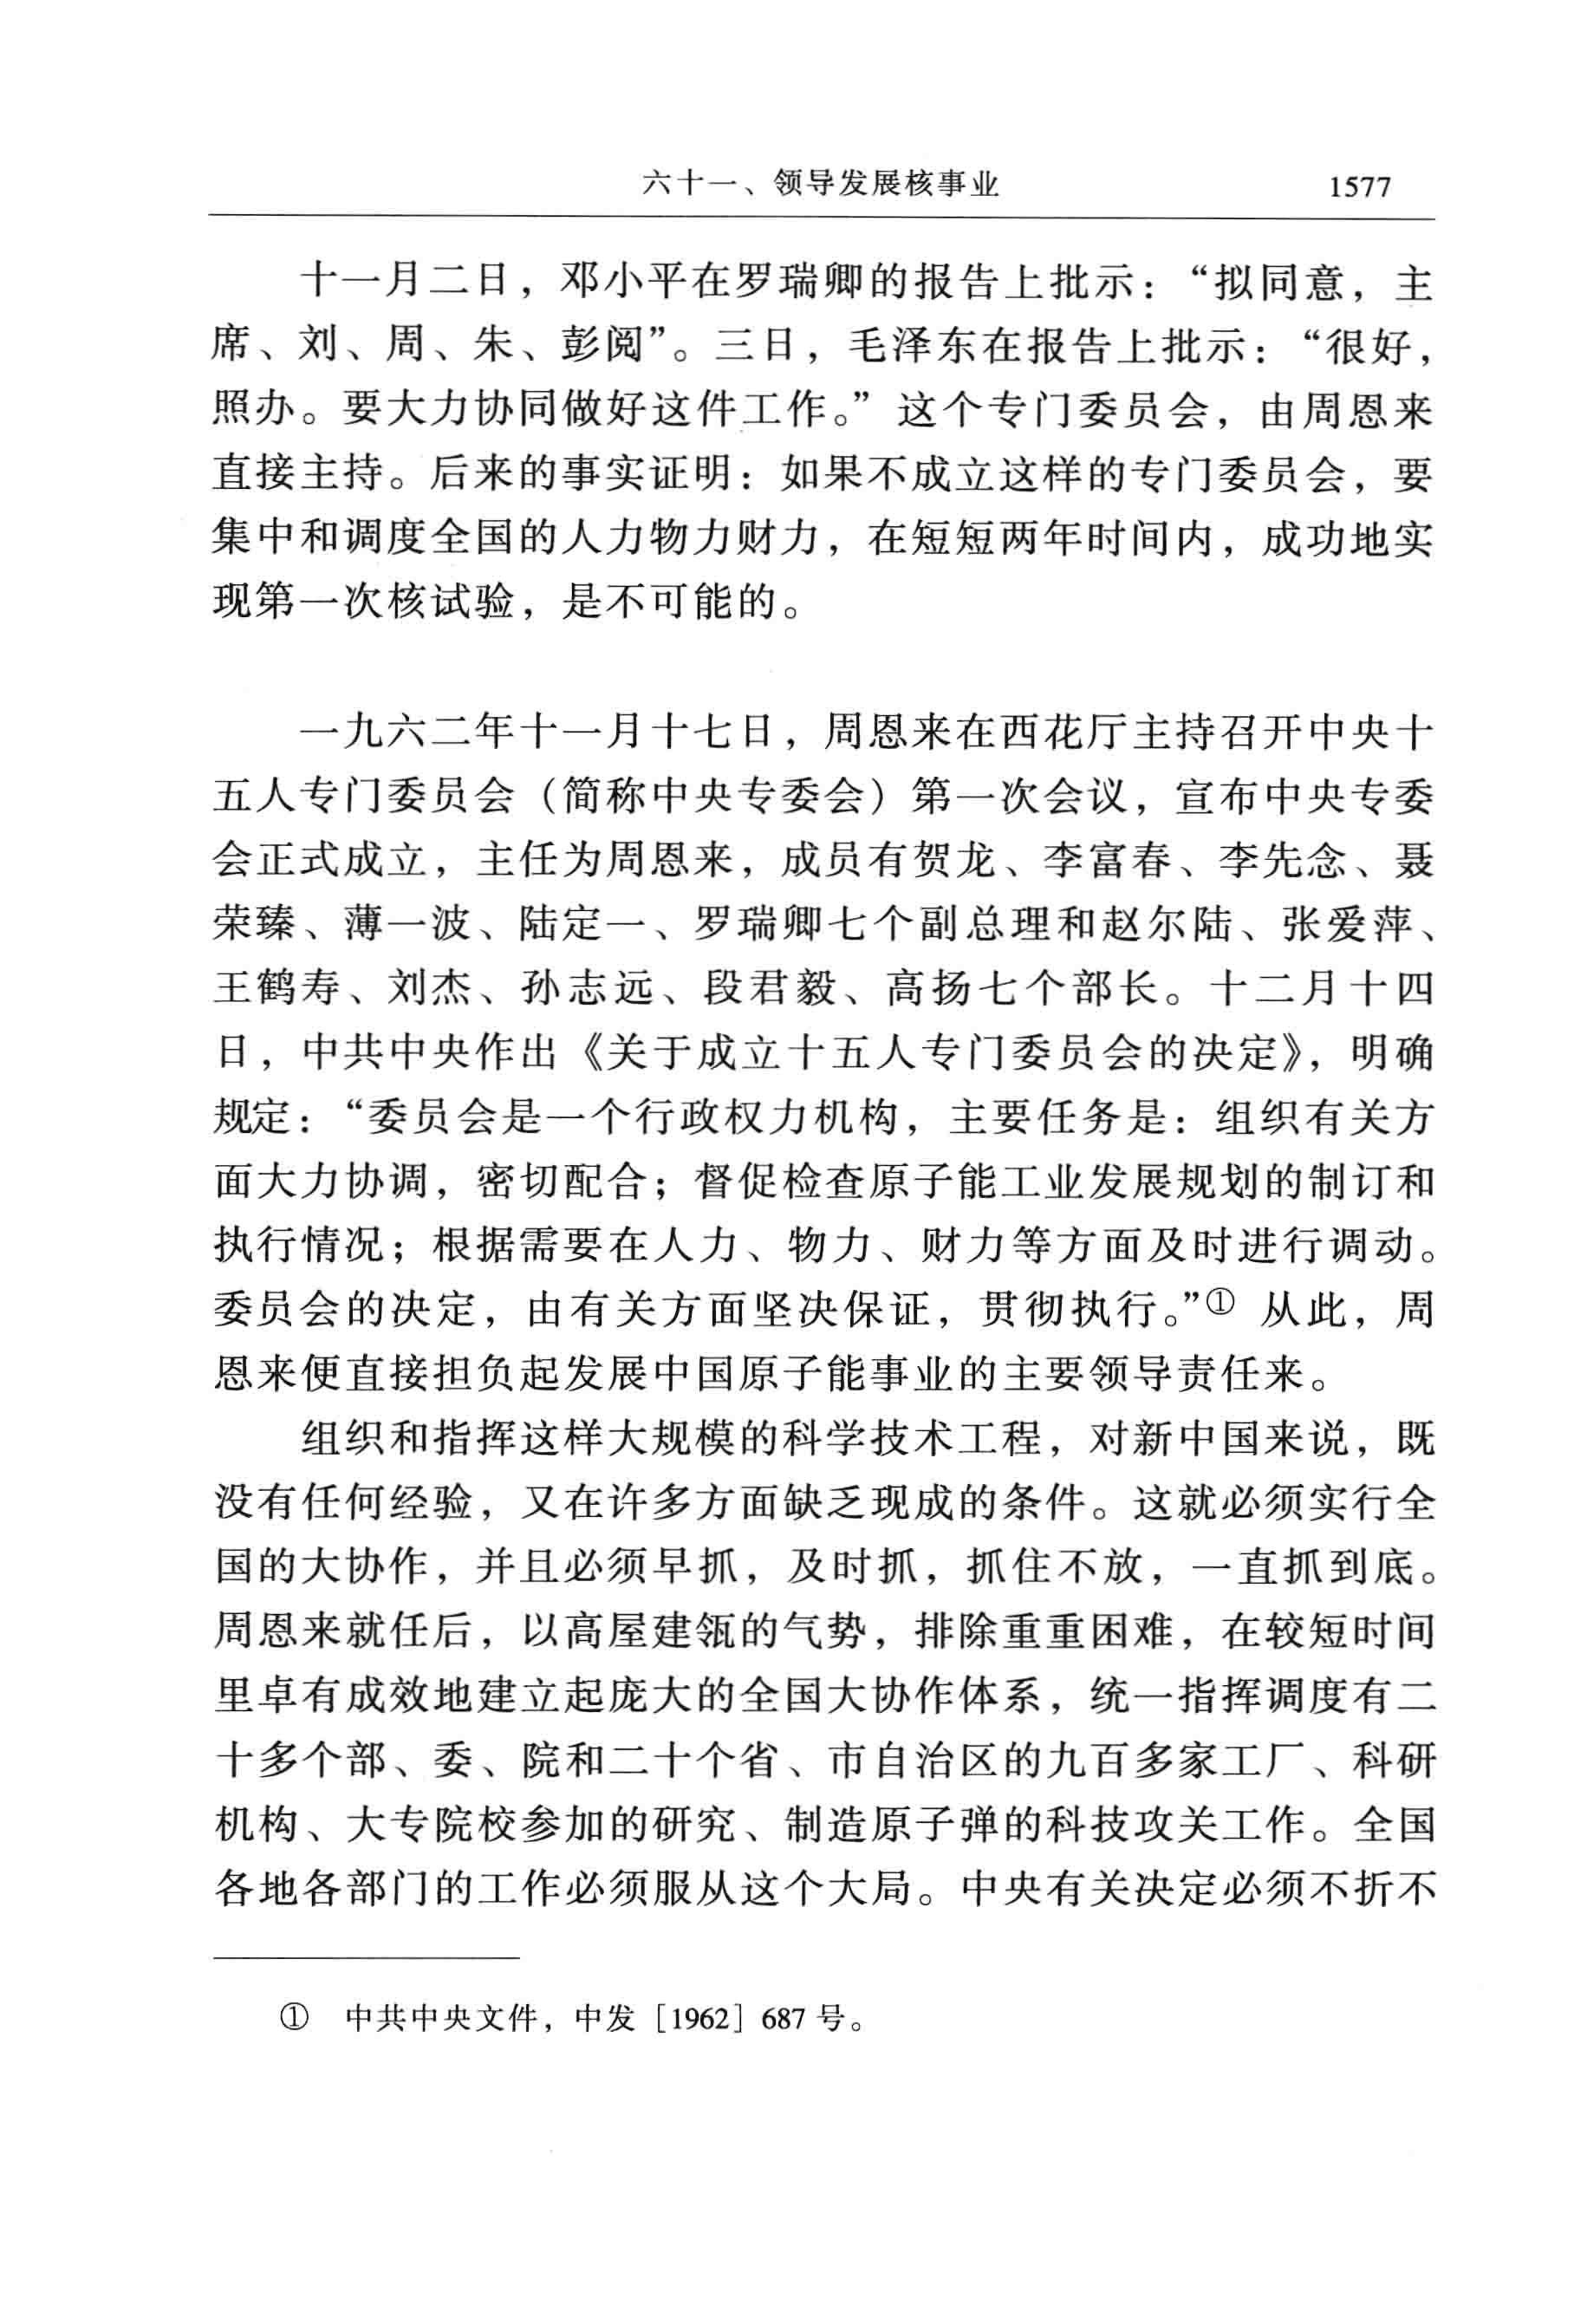 六十一、领导发展核事业 1577
十一月二日，邓小平在罗瑞卿的报告上批示：“拟同意，主
席、刘、周、朱、彭阅”。三日，毛泽东在报告上批示：“很好，
照办。要大力协同做好这件工作。”这个专门委员会，由周恩来
直接主持。后来的事实证明：如果不成立这样的专门委员会，要
集中和调度全国的人力物力财力，在短短两年时间内，成功地实
现第一次核试验，是不可能的。
一九六二年十一月十七日，周恩来在西花厅主持召开中央十
五人专门委员会（简称中央专委会）第一次会议，宣布中央专委
会正式成立，主任为周恩来，成员有贺龙、李富春、李先念、聂
荣臻、薄一波、陆定一、罗瑞卿七个副总理和赵尔陆、张爱萍、
王鹤寿、刘杰、孙志远、段君毅、高扬七个部长。十二月十四
日，中共中央作出《关于成立十五人专门委员会的决定》，明确
规定：“委员会是一个行政权力机构，主要任务是：组织有关方
面大力协调，密切配合；督促检查原子能工业发展规划的制订和
执行情况；根据需要在人力、物力、财力等方面及时进行调动。
委员会的决定，由有关方面坚决保证，贯彻执行。”① 从此，周
恩来便直接担负起发展中国原子能事业的主要领导责任来。
组织和指挥这样大规模的科学技术工程，对新中国来说，既
没有任何经验，又在许多方面缺乏现成的条件。这就必须实行全
国的大协作，并且必须早抓，及时抓，抓住不放，一直抓到底。
周恩来就任后，以高屋建瓴的气势，排除重重困难，在较短时间
里卓有成效地建立起庞大的全国大协作体系，统一指挥调度有二
十多个部、委、院和二十个省、市自治区的九百多家工厂、科研
机构、大专院校参加的研究、制造原子弹的科技攻关工作。全国
各地各部门的工作必须服从这个大局。中央有关决定必须不折不
① 中共中央文件，中发［1962］687 号。